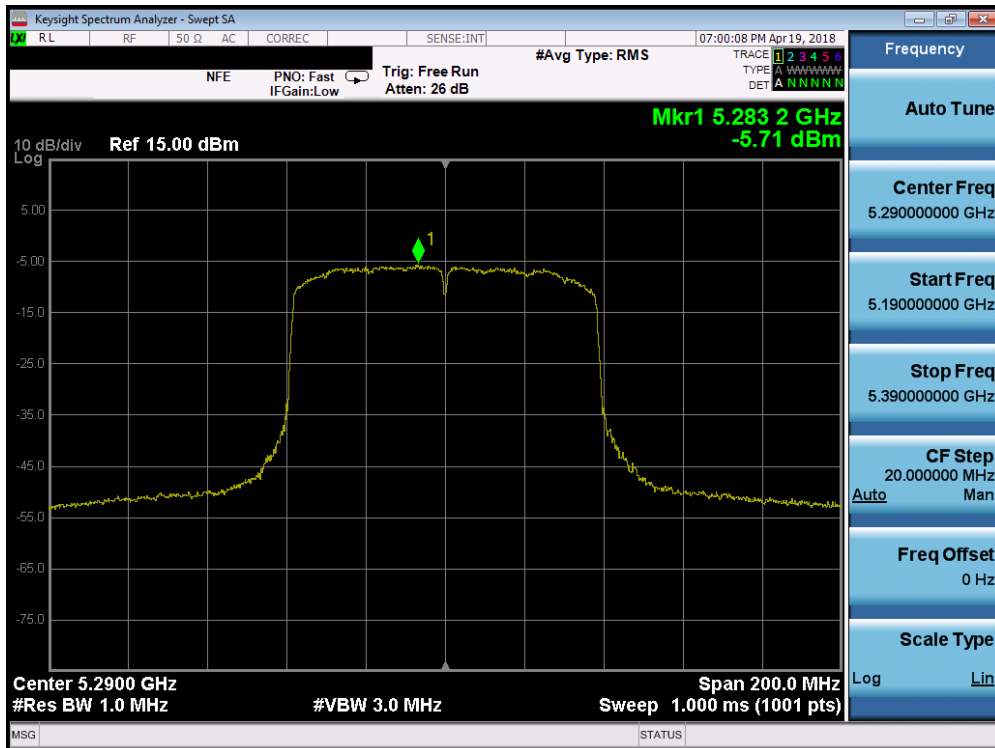 Keysight Spectrum Analyzer - Swept SA
LXI RL RF 50 Ω AC CORREC SENSE:INT 07:00:08 PM Apr 19, 2018
#Avg Type: RMS TRACE 1 2 3 4 5 6
NFE PNO: Fast Trig: Free Run TYPE A WWWWW
IFGain:Low Atten: 26 dB DET A N N N N N
Mkr1 5.283 2 GHz
-5.71 dBm
10 dB/div Ref 15.00 dBm
Log
1
5.00
-5.00
-15.0
-25.0
-35.0
-45.0
-55.0
-65.0
-75.0
Center 5.2900 GHz Span 200.0 MHz
#Res BW 1.0 MHz #VBW 3.0 MHz Sweep 1.000 ms (1001 pts)
MSG STATUS
Frequency
Auto Tune
Center Freq
5.290000000 GHz
Start Freq
5.190000000 GHz
Stop Freq
5.390000000 GHz
CF Step
20.000000 MHz
Auto Man
Freq Offset
0 Hz
Scale Type
Log Lin